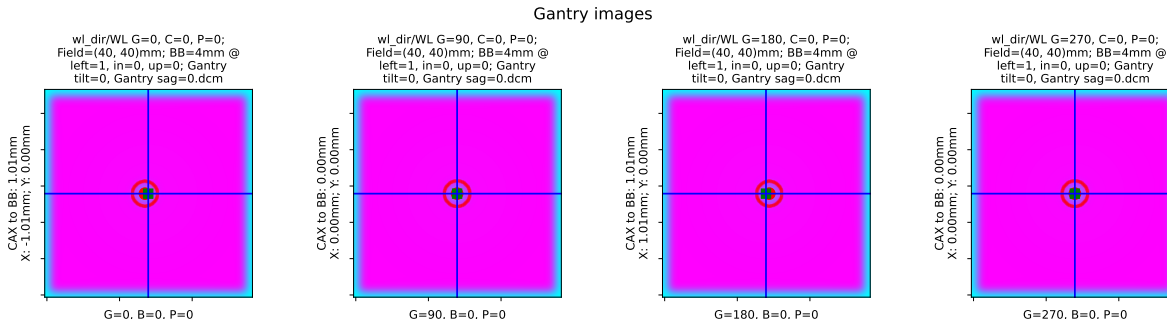 Gantry images
wl_dir/WL G=0, C=0, P=0;
Field=(40, 40)mm; BB=4mm @
left=1, in=0, up=0; Gantry
tilt=0, Gantry sag=0.dcm
CAX to BB: 1.01mm
X: -1.01mm; Y: 0.00mm
G=0, B=0, P=0
wl_dir/WL G=90, C=0, P=0;
Field=(40, 40)mm; BB=4mm @
left=1, in=0, up=0; Gantry
tilt=0, Gantry sag=0.dcm
CAX to BB: 0.00mm
X: 0.00mm; Y: 0.00mm
G=90, B=0, P=0
wl_dir/WL G=180, C=0, P=0;
Field=(40, 40)mm; BB=4mm @
left=1, in=0, up=0; Gantry
tilt=0, Gantry sag=0.dcm
CAX to BB: 1.01mm
X: 1.01mm; Y: 0.00mm
G=180, B=0, P=0
wl_dir/WL G=270, C=0, P=0;
Field=(40, 40)mm; BB=4mm @
left=1, in=0, up=0; Gantry
tilt=0, Gantry sag=0.dcm
CAX to BB: 0.00mm
X: 0.00mm; Y: 0.00mm
G=270, B=0, P=0